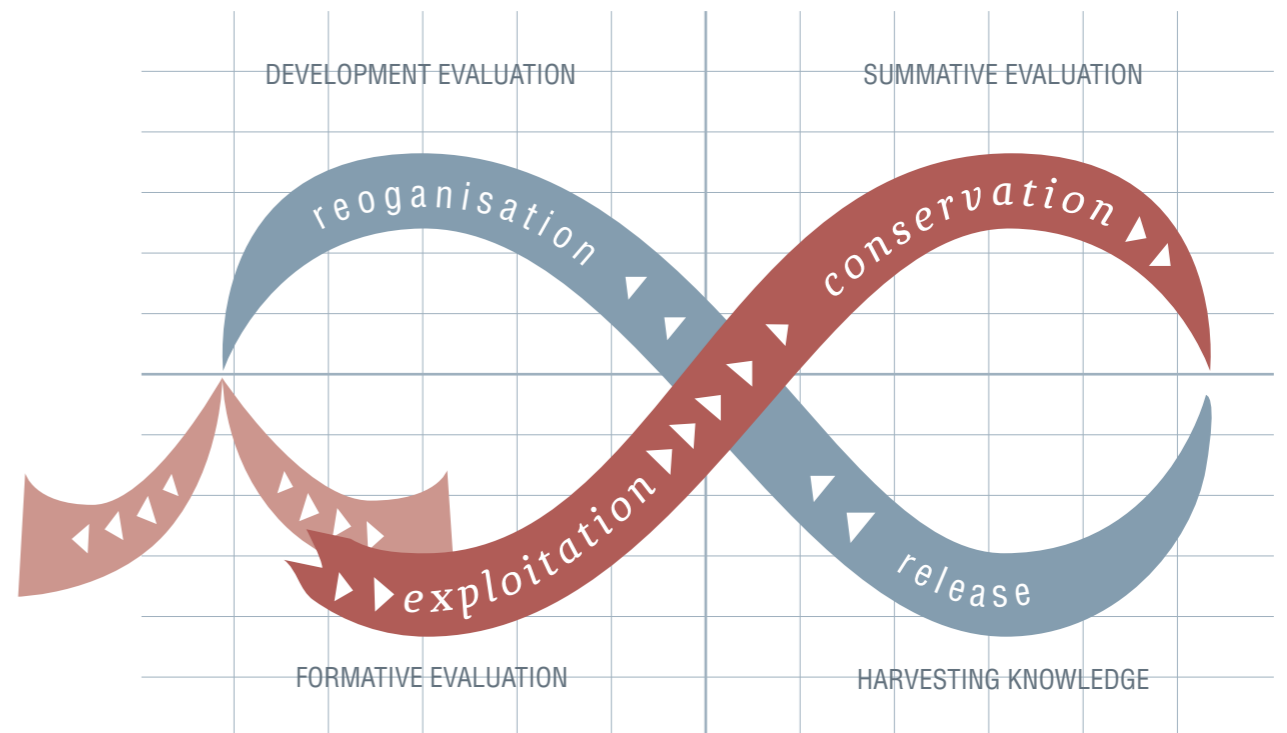 DEVELOPMENT EVALUATION
SUMMATIVE EVALUATION
reoganisation
conservation
exploitation
release
FORMATIVE EVALUATION
HARVESTING KNOWLEDGE